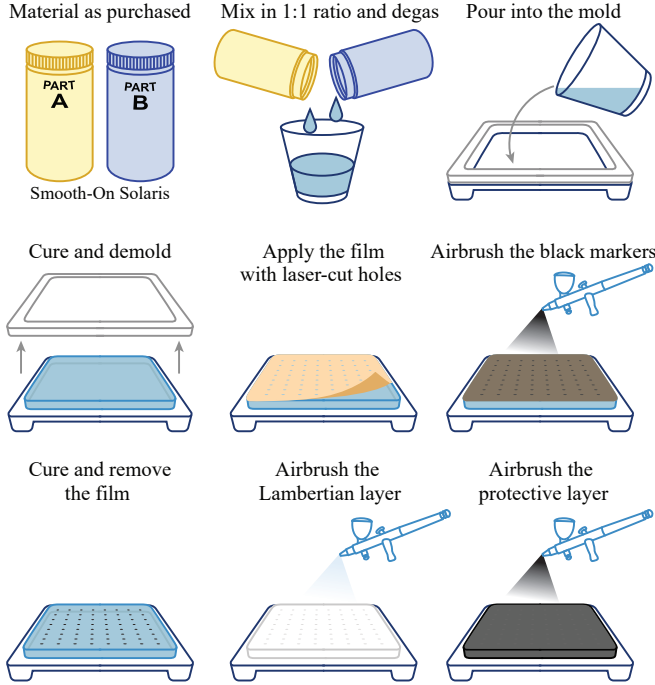 Material as purchased
Mix in 1:1 ratio and degas
Pour into the mold
PART
A
PART
B
Smooth-On Solaris
Cure and demold
Apply the film
with laser-cut holes
Airbrush the black markers
Cure and remove
the film
Airbrush the
Lambertian layer
Airbrush the
protective layer